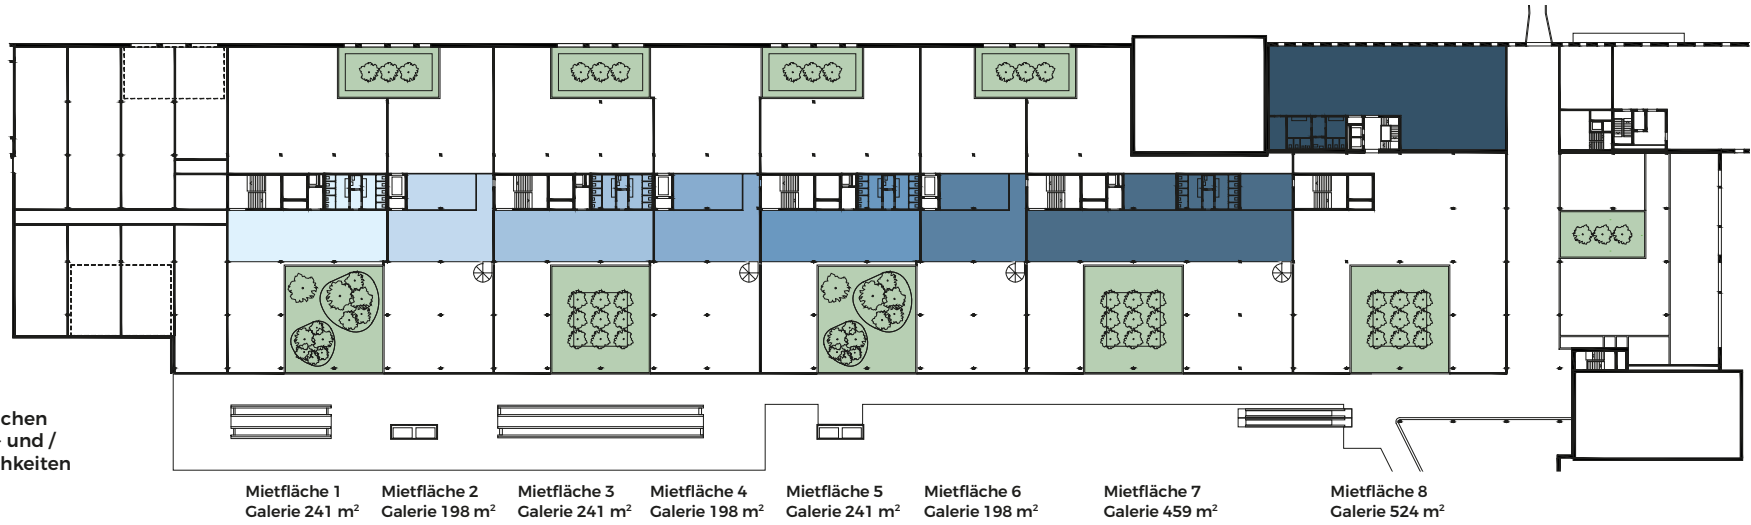 chen
und /
hkeiten
Mietfläche 1
Galerie 241 m²
Mietfläche 2
Galerie 198 m²
Mietfläche 3
Galerie 241 m²
Mietfläche 4
Galerie 198 m²
Mietfläche 5
Galerie 241 m²
Mietfläche 6
Galerie 198 m²
Mietfläche 7
Galerie 459 m²
Mietfläche 8
Galerie 524 m²